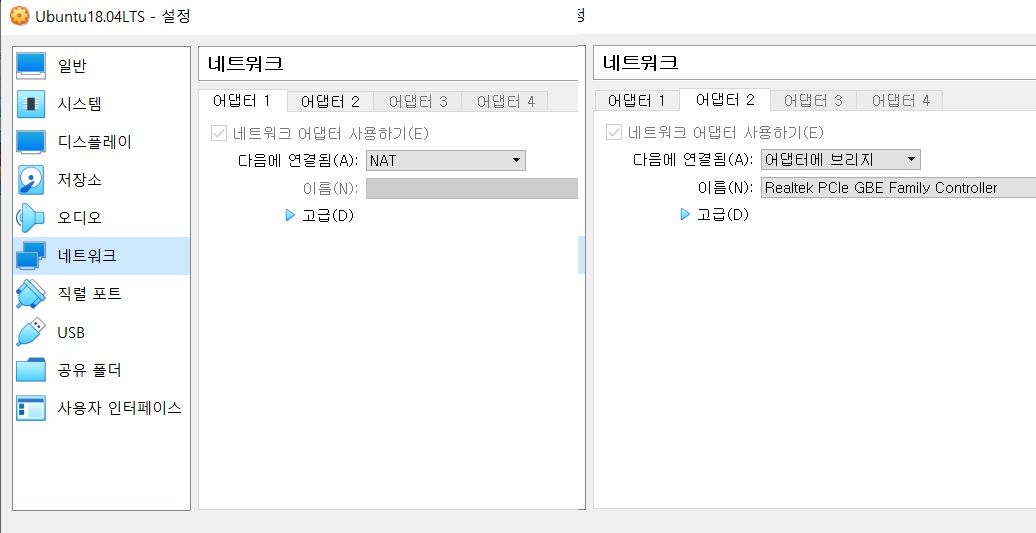 Ubuntu18.04LTS - 설정
일반
시스템
디스플레이
저장소
오디오
네트워크
직렬 포트
USB
공유 폴더
사용자 인터페이스
네트워크
어댑터 1 어댑터 2 어댑터 3 어댑터 4
네트워크 어댑터 사용하기(E)
다음에 연결됨(A): NAT
이름(N):
고급(D)
정
네트워크
어댑터 1 어댑터 2 어댑터 3 어댑터 4
네트워크 어댑터 사용하기(E)
다음에 연결됨(A): 어댑터에 브리지
이름(N): Realtek PCIe GBE Family Controller
고급(D)